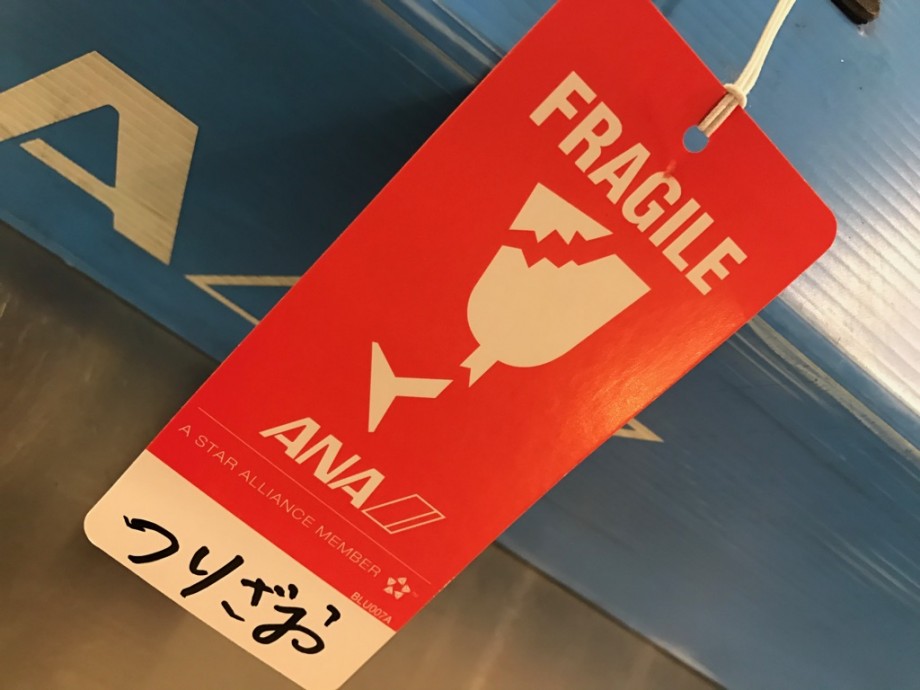 FRAGILE
ANA
A STAR ALLIANCE MEMBER
BLU007A
つりざお